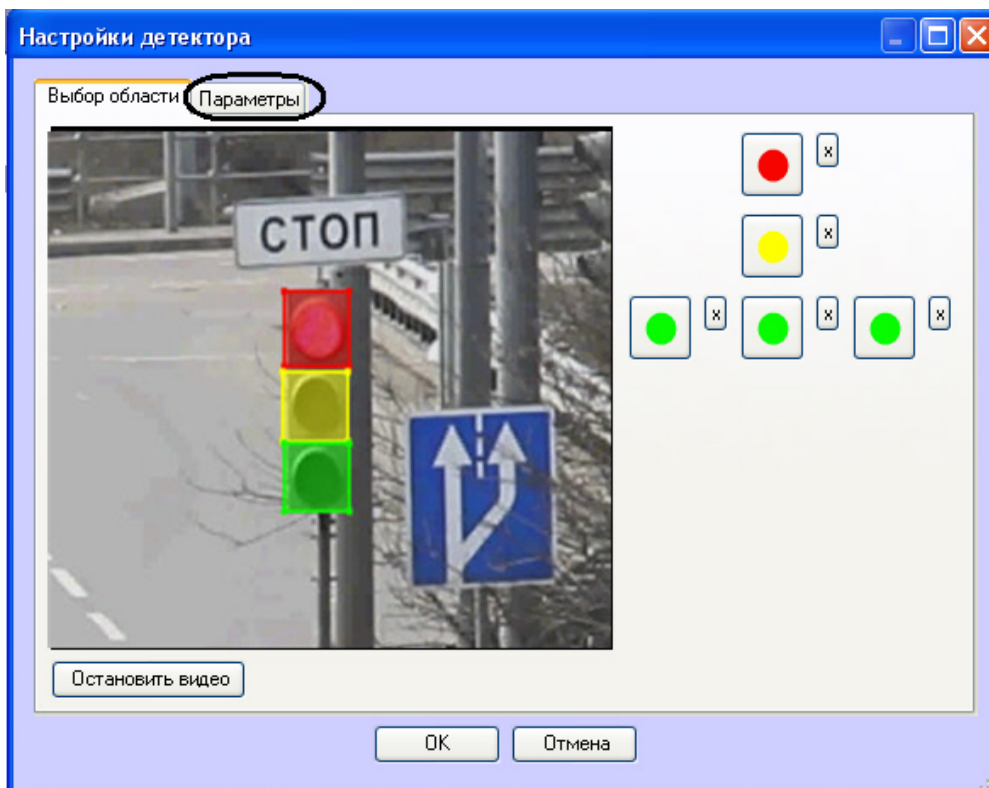 Настройки детектора
Выбор области Параметры
СТОП
x
x
x x x
Остановить видео
OK Отмена